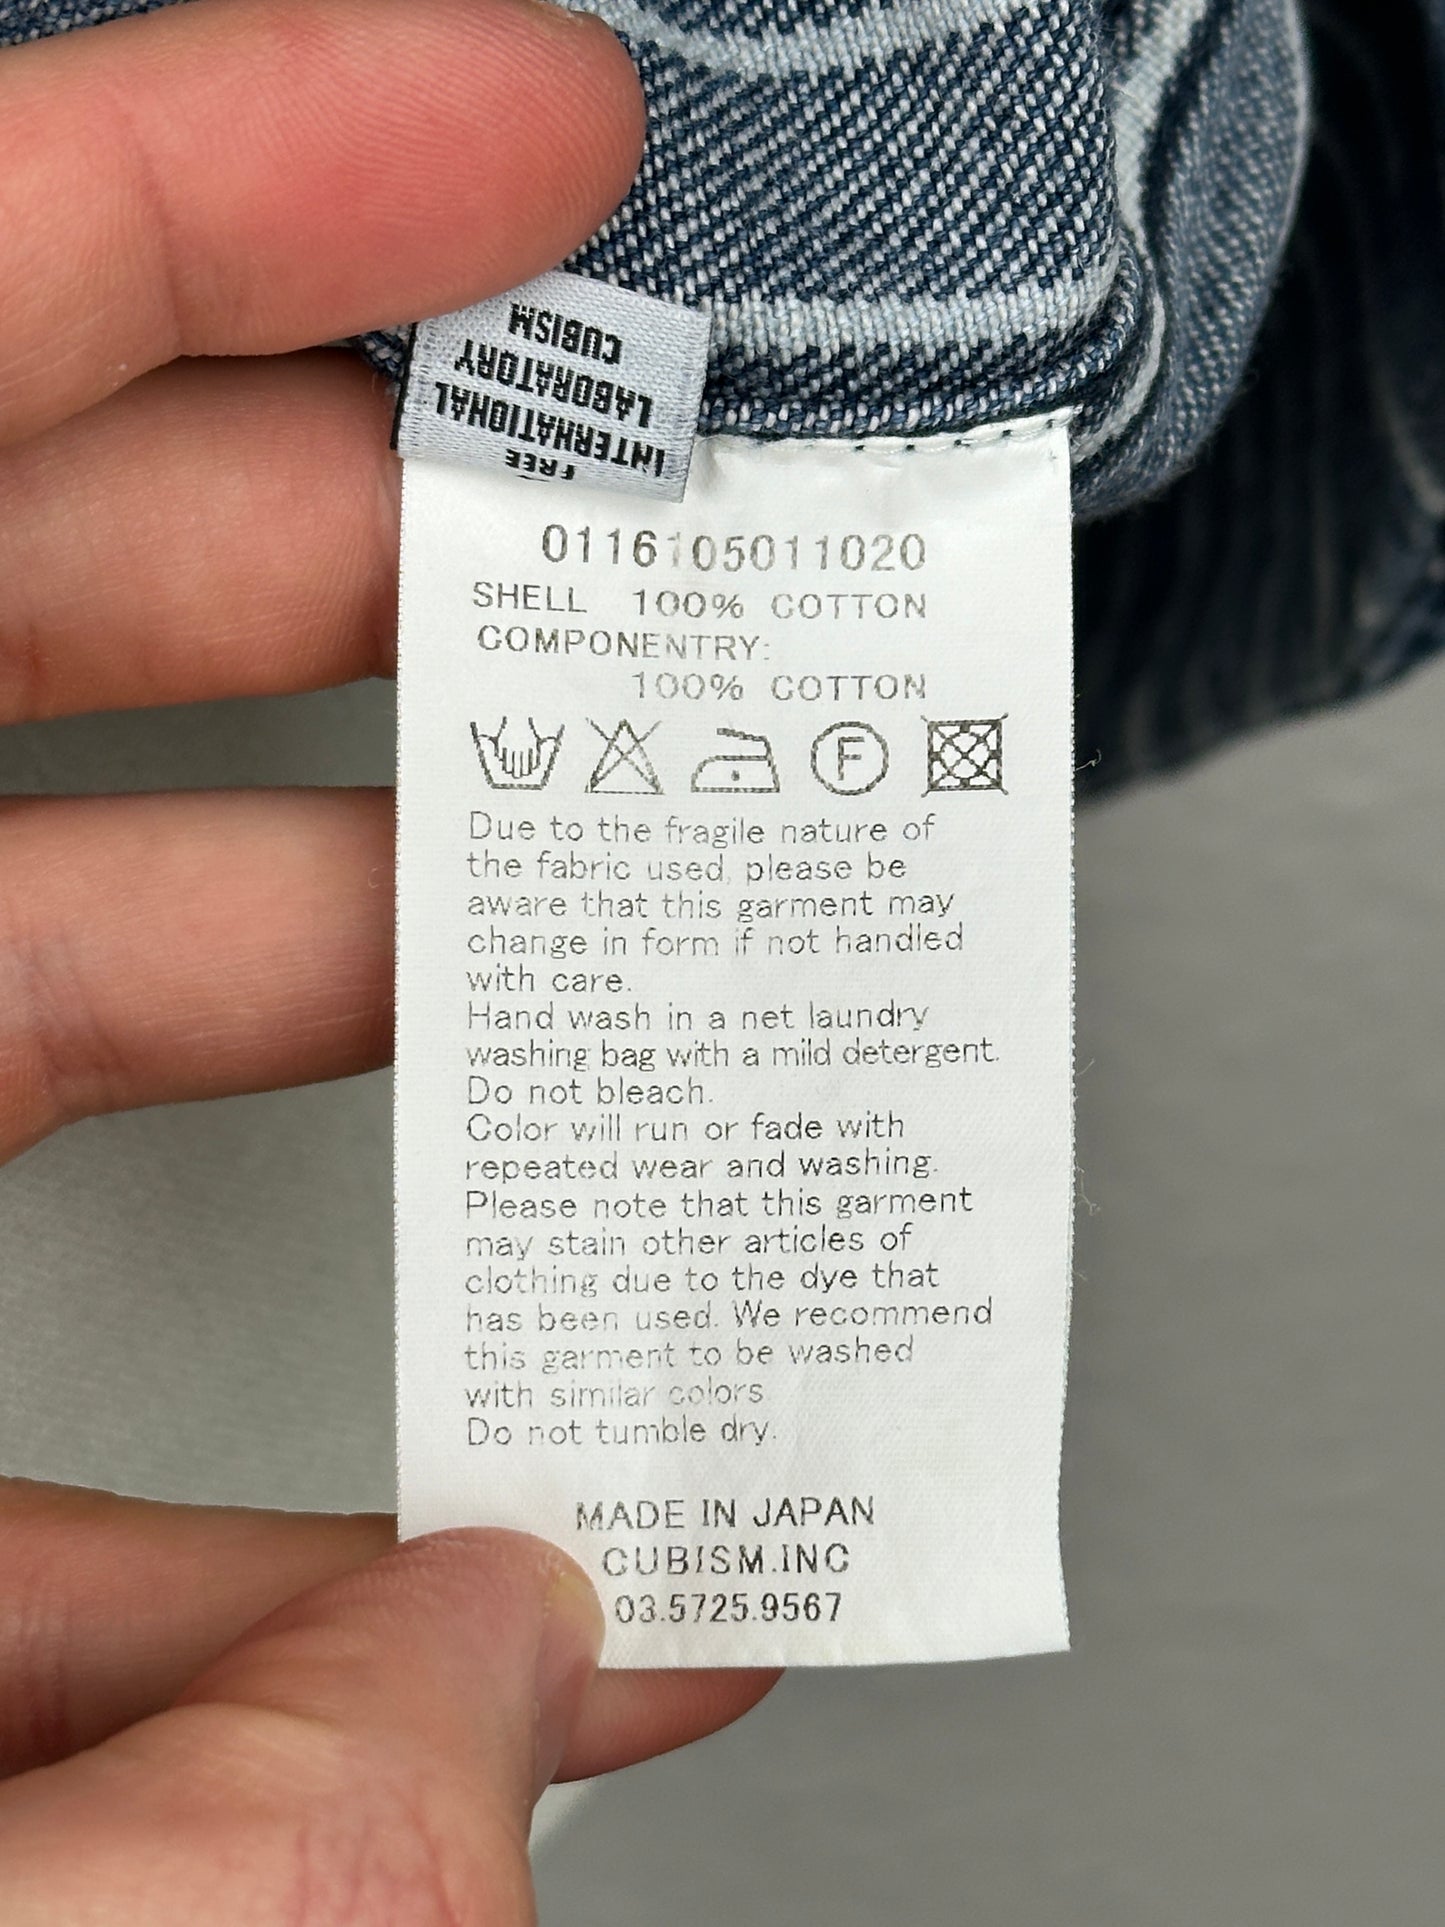 FREE
INTERNATIONAL
LABORATORY
CUBISM
0116105011020
SHELL 100% COTTON
COMPONENTRY:
100% COTTON
F
Due to the fragile nature of
the fabric used, please be
aware that this garment may
change in form if not handled
with care.
Hand wash in a net laundry
washing bag with a mild detergent.
Do not bleach.
Color will run or fade with
repeated wear and washing.
Please note that this garment
may stain other articles of
clothing due to the dye that
has been used. We recommend
this garment to be washed
with similar colors
Do not tumble dry.
MADE IN JAPAN
CUBISM.INC
03.5725.9567